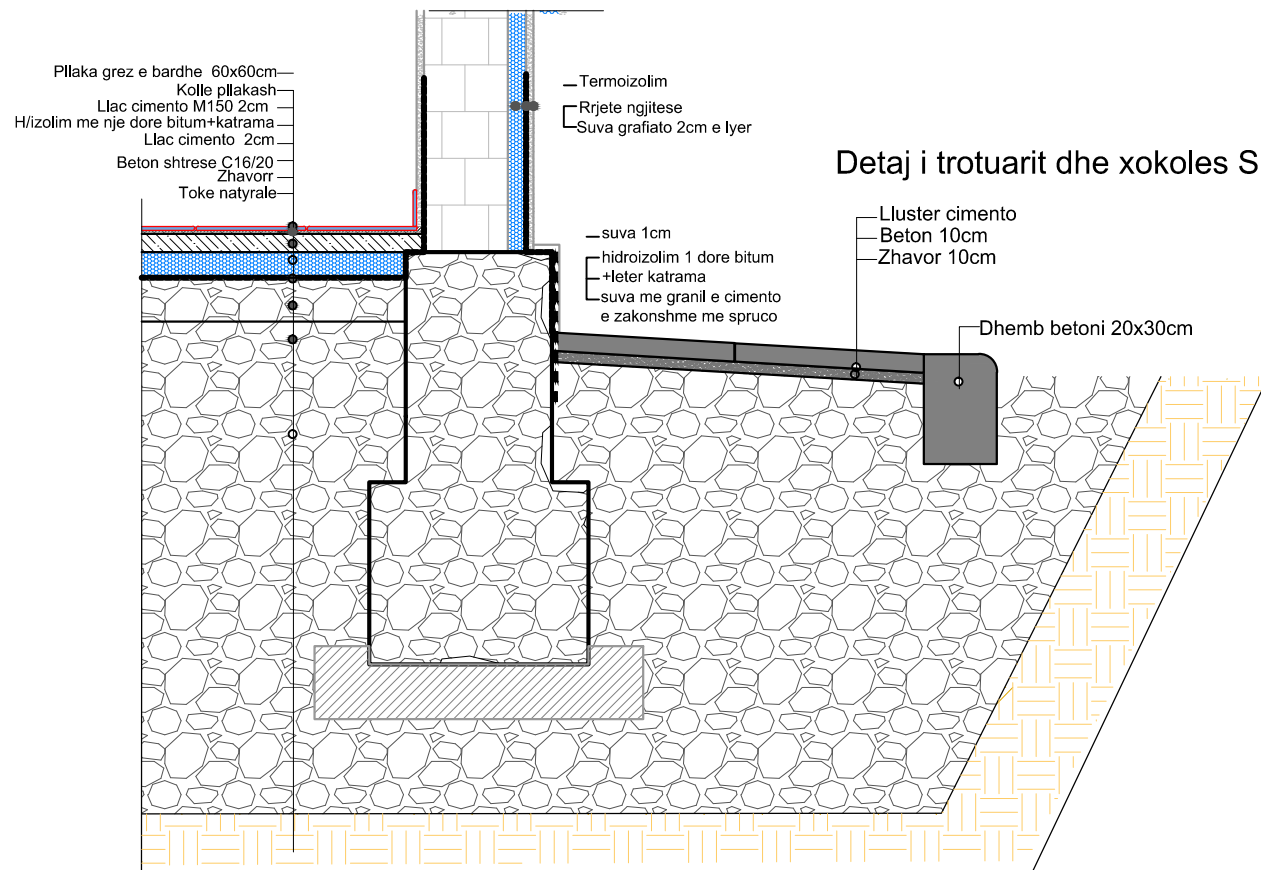 Pllaka grez e bardhe 60x60cm
Kolle pllakash
Llac cimento M150 2cm
H/izolim me nje dore bitum+katrama
Llac cimento 2cm
Beton shtrese C16/20
Zhavorr
Toke natyrale
Termoizolim
Rrjete ngjitese
Suva grafiato 2cm e lyer
Detaj i trotuarit dhe xokoles S
Lluster cimento
Beton 10cm
Zhavor 10cm
suva 1cm
hidroizolim 1 dore bitum
+leter katrama
suva me granil e cimento
e zakonshme me spruco
Dhemb betoni 20x30cm